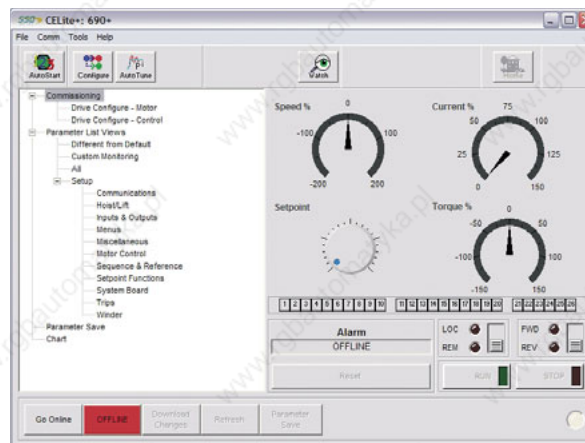 SSD CELite+: 690+
File Comm Tools Help
AutoStart Configure AutoTune Watch Home
Commissioning
Drive Configure - Motor
Drive Configure - Control
Parameter List Views
Different from Default
Custom Monitoring
All
Setup
Communications
Hoist/Lift
Inputs & Outputs
Menus
Miscellaneous
Motor Control
Sequence & Reference
Setpoint Functions
System Board
Trips
Winder
Parameter Save
Chart
Speed %
0
-100 100
-200 200
Current %
75
50 100
25 125
0 150
Setpoint
Torque %
0
-50 50
-100 100
-150 150
1 2 3 4 5 6 7 8 9 10 11 12 13 14 15 16 17 18 19 20 21 22 23 24 25 26
Alarm
OFFLINE
Reset
LOC
REM
FWD
REV
RUN STOP
Go Online OFFLINE Download Changes Refresh Parameter Save
www.rgbautomatyka.pl